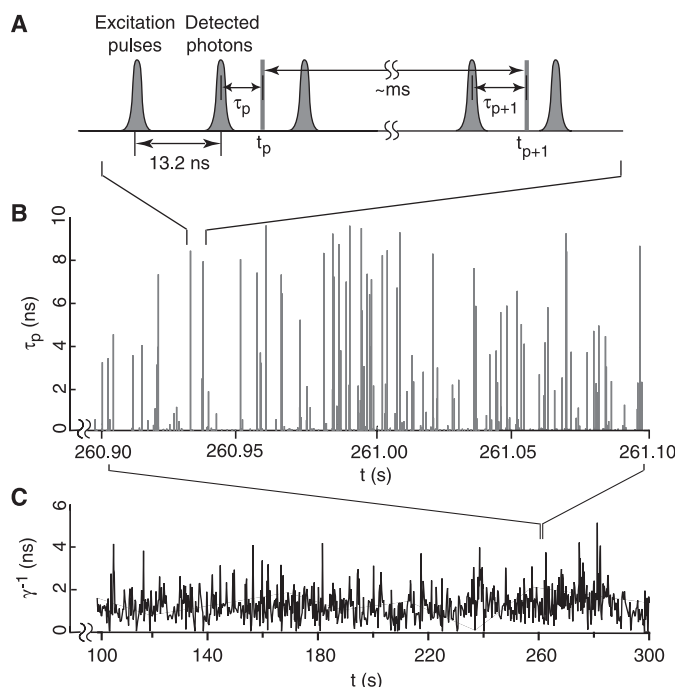 A
Excitation pulses
Detected photons
τp
~ms
τp+1
13.2 ns
tp
tp+1
B
τp (ns)
10
8
6
4
2
0
260.90 260.95 261.00 261.05 261.10
t (s)
C
γ-1 (ns)
6
4
2
0
100 140 180 220 260 300
t (s)